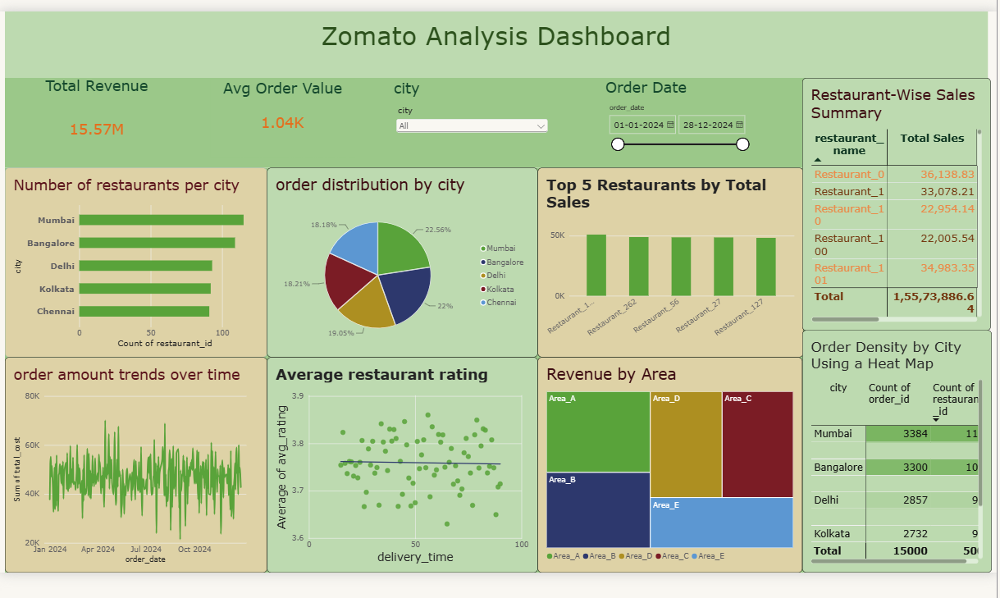 Zomato Analysis Dashboard
Total Revenue
15.57M
Avg Order Value
1.04K
city
city
All
Order Date
order_date
01-01-2024
28-12-2024
Restaurant-Wise Sales
Summary
restaurant_
name
Total Sales
Restaurant_0
36,138.83
Restaurant_1
33,078.21
Restaurant_1
0
22,954.14
Restaurant_1
00
22,005.54
Restaurant_1
01
34,983.35
Total
1,55,73,886.6
4
Number of restaurants per city
city
Mumbai
Bangalore
Delhi
Kolkata
Chennai
0
50
100
Count of restaurant_id
order distribution by city
18.18%
22.56%
18.21%
22%
19.05%
Mumbai
Bangalore
Delhi
Kolkata
Chennai
Top 5 Restaurants by Total
Sales
50K
0K
Restaurant_1...
Restaurant_262
Restaurant_56
Restaurant_27
Restaurant_127
order amount trends over time
Sum of total_cost
80K
60K
40K
20K
Jan 2024
Apr 2024
Jul 2024
Oct 2024
order_date
Average restaurant rating
Average of avg_rating
3.9
3.8
3.7
3.6
0
50
100
delivery_time
Revenue by Area
Area_A
Area_D
Area_C
Area_B
Area_E
Area_A
Area_B
Area_D
Area_C
Area_E
Order Density by City
Using a Heat Map
city
Count of
order_id
Count of
restauran
_id
Mumbai
3384
11
Bangalore
3300
10
Delhi
2857
9
Kolkata
2732
9
Total
15000
50